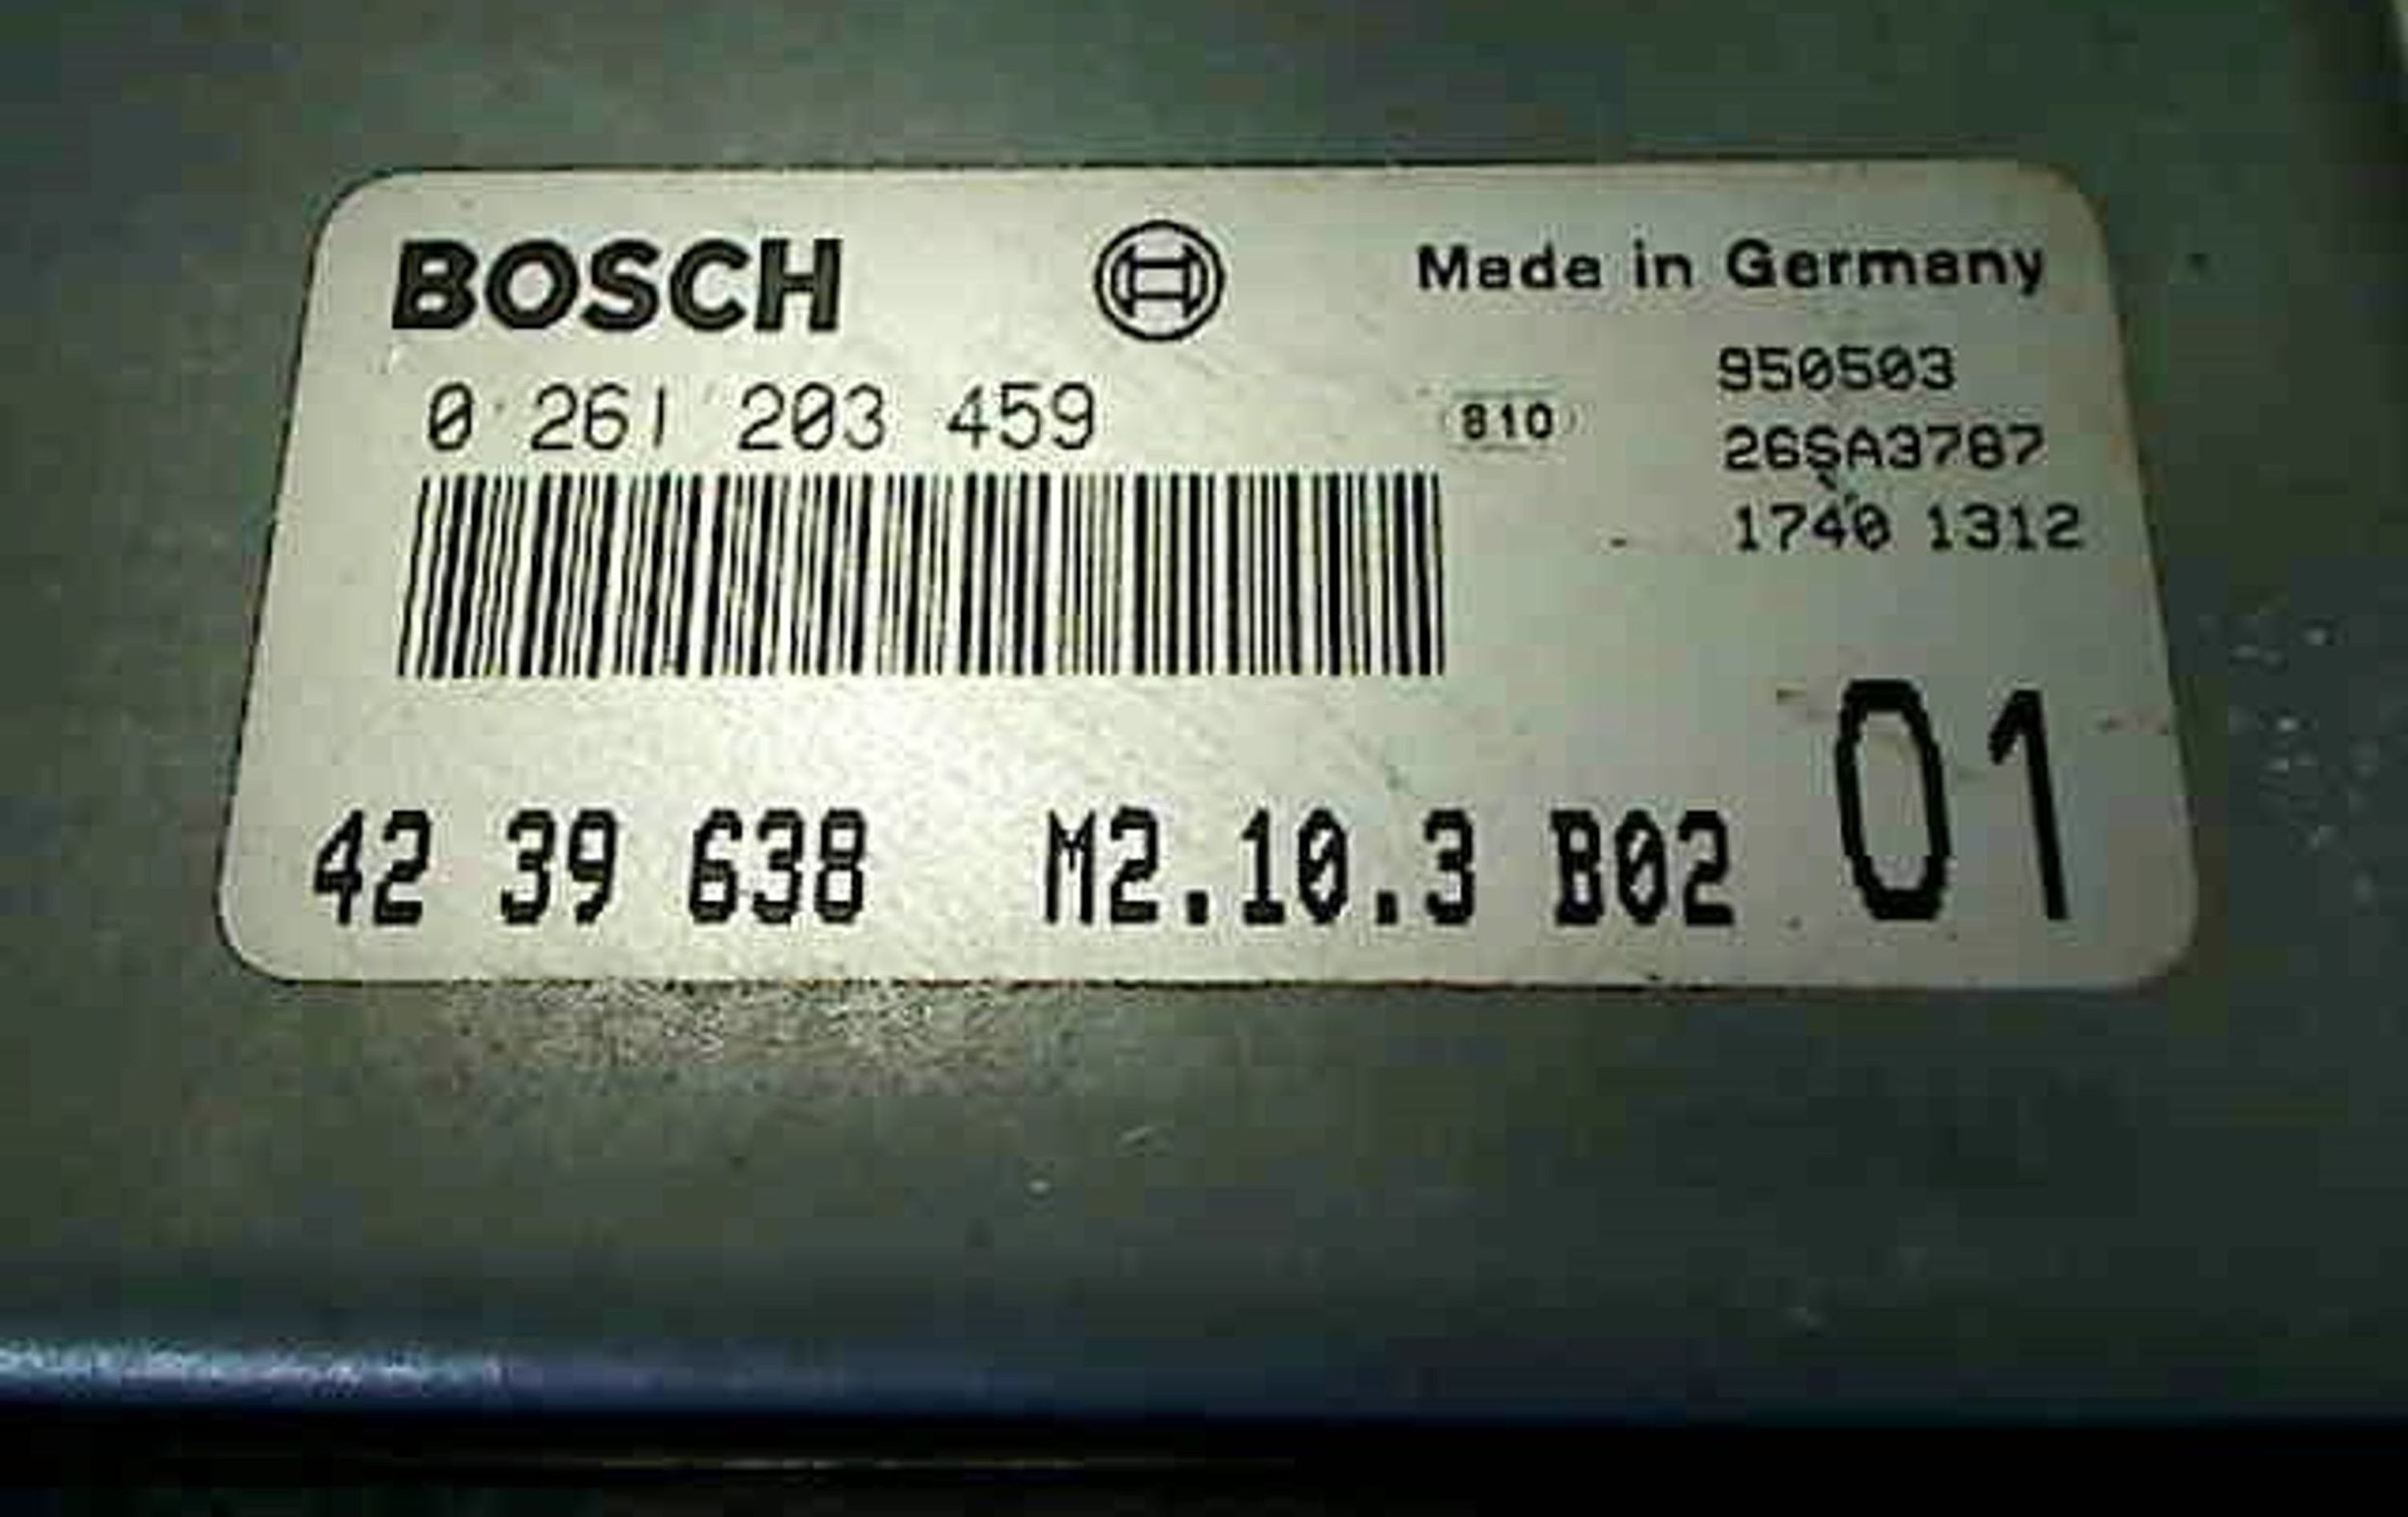 BOSCH Made in Germany
950503
0 261 203 459 810
26SA3787
1740 1312
01
42 39 638 M2.10.3 B02